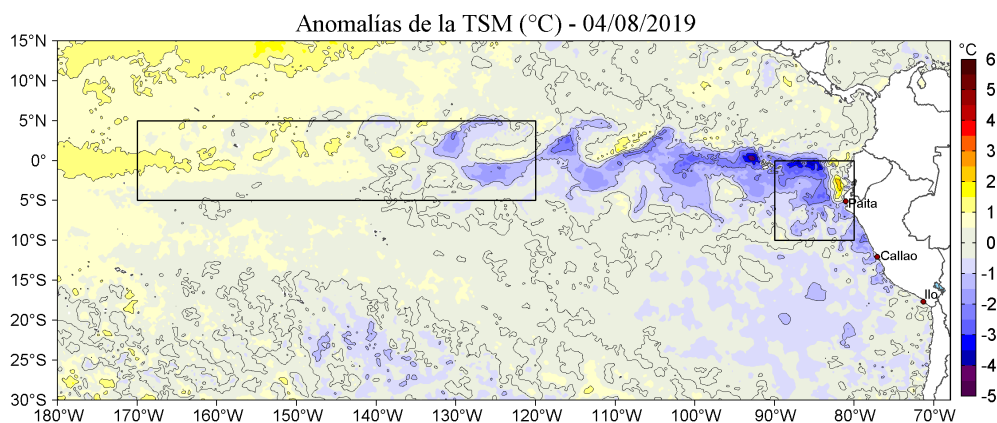 Anomalías de la TSM (°C) - 04/08/2019
°C
15°N
10°N
5°N
0°
5°S
10°S
15°S
20°S
25°S
30°S
180°W
170°W
160°W
150°W
140°W
130°W
120°W
110°W
100°W
90°W
80°W
70°W
Paita
Callao
Ilo
6
5
4
3
2
1
0
-1
-2
-3
-4
-5